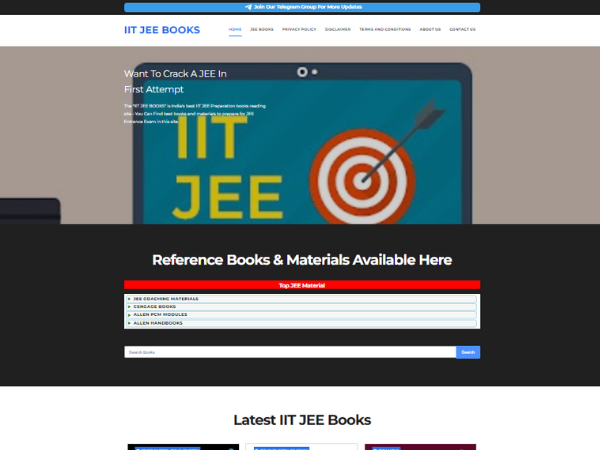 Join Our Telegram Group For More Updates
IIT JEE BOOKS
HOME JEE BOOKS PRIVACY POLICY DISCLAIMER TERMS AND CONDITIONS ABOUT US CONTACT US
Want To Crack A JEE In
First Attempt
The "IIT JEE BOOKS" is India's best IIT JEE Preparation books reading
site - You Can Find best books and materials to prepare for JEE
Entrance Exam in this site.
IIT
JEE
Reference Books & Materials Available Here
Top JEE Material
JEE COACHING MATERIALS
CENGAGE BOOKS
ALLEN PCM MODULES
ALLEN HANDBOOKS
Search Books
Search
Latest IIT JEE Books